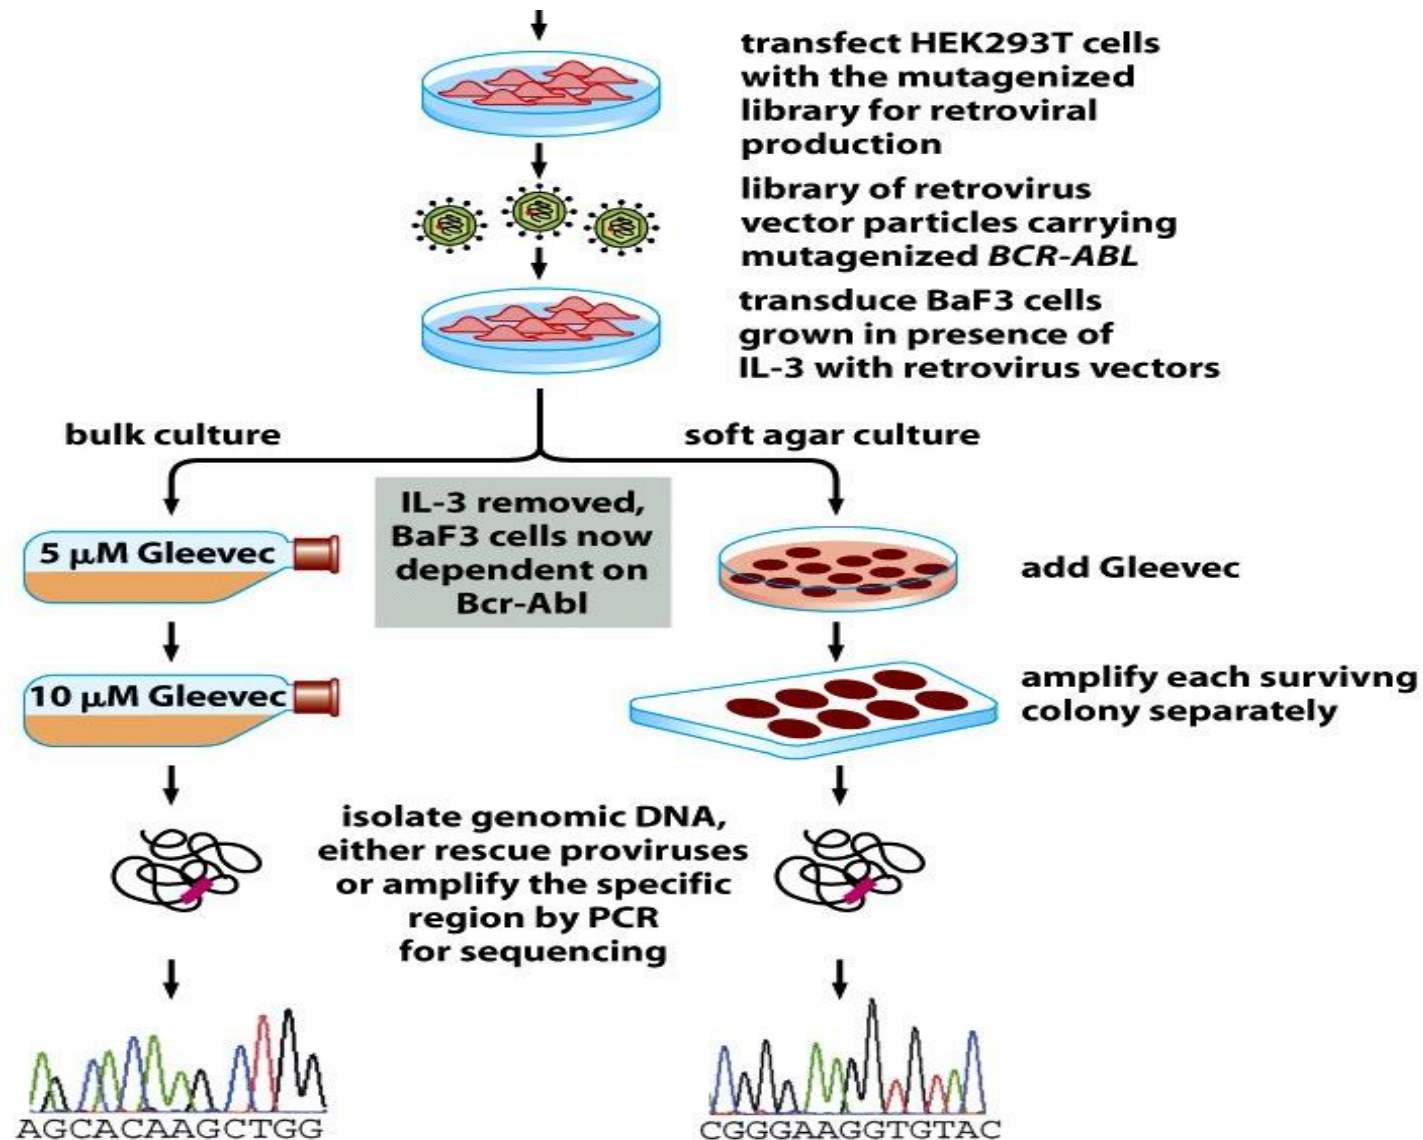 transfect HEK293T cells
with the mutagenized
library for retroviral
production
library of retrovirus
vector particles carrying
mutagenized BCR-ABL
transduce BaF3 cells
grown in presence of
IL-3 with retrovirus vectors
bulk culture
soft agar culture
IL-3 removed,
BaF3 cells now
dependent on
Bcr-Abl
5 μM Gleevec
add Gleevec
10 μM Gleevec
amplify each survivng
colony separately
isolate genomic DNA,
either rescue proviruses
or amplify the specific
region by PCR
for sequencing
AGCACAAGCTGG
CGGGAAGGTGTAC